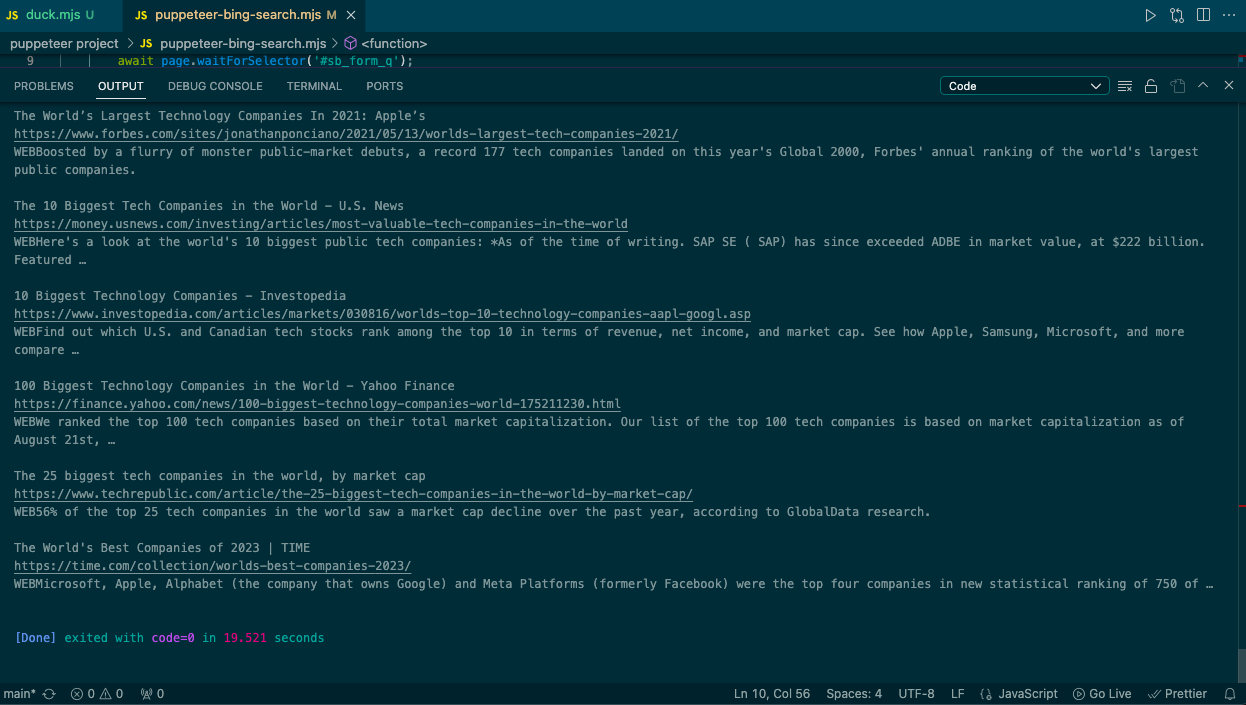 JS duck.mjs U
JS puppeteer-bing-search.mjs M
puppeteer project > JS puppeteer-bing-search.mjs > <function>
9 await page.waitForSelector('#sb_form_q');
PROBLEMS OUTPUT DEBUG CONSOLE TERMINAL PORTS Code
The World’s Largest Technology Companies In 2021: Apple’s
https://www.forbes.com/sites/jonathanponciano/2021/05/13/worlds-largest-tech-companies-2021/
WEBBoosted by a flurry of monster public-market debuts, a record 177 tech companies landed on this year's Global 2000, Forbes' annual ranking of the world's largest
public companies.
The 10 Biggest Tech Companies in the World – U.S. News
https://money.usnews.com/investing/articles/most-valuable-tech-companies-in-the-world
WEBHere's a look at the world's 10 biggest public tech companies: *As of the time of writing. SAP SE ( SAP) has since exceeded ADBE in market value, at $222 billion.
Featured …
10 Biggest Technology Companies - Investopedia
https://www.investopedia.com/articles/markets/030816/worlds-top-10-technology-companies-aapl-googl.asp
WEBFind out which U.S. and Canadian tech stocks rank among the top 10 in terms of revenue, net income, and market cap. See how Apple, Samsung, Microsoft, and more
compare …
100 Biggest Technology Companies in the World - Yahoo Finance
https://finance.yahoo.com/news/100-biggest-technology-companies-world-175211230.html
WEBWe ranked the top 100 tech companies based on their total market capitalization. Our list of the top 100 tech companies is based on market capitalization as of
August 21st, …
The 25 biggest tech companies in the world, by market cap
https://www.techrepublic.com/article/the-25-biggest-tech-companies-in-the-world-by-market-cap/
WEB56% of the top 25 tech companies in the world saw a market cap decline over the past year, according to GlobalData research.
The World's Best Companies of 2023 | TIME
https://time.com/collection/worlds-best-companies-2023/
WEBMicrosoft, Apple, Alphabet (the company that owns Google) and Meta Platforms (formerly Facebook) were the top four companies in new statistical ranking of 750 of …
[Done] exited with code=0 in 19.521 seconds
main* 0 0 0 Ln 10, Col 56 Spaces: 4 UTF-8 LF JavaScript Go Live Prettier